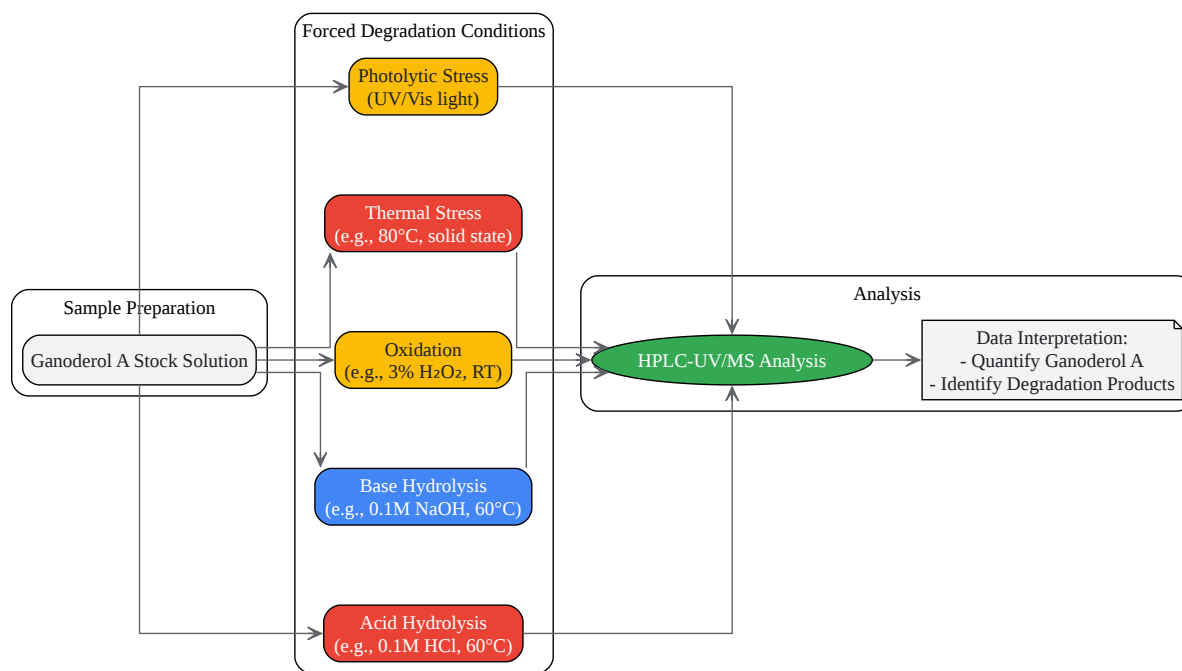 Forced Degradation Conditions
Photolytic Stress
(UV/Vis light)
Thermal Stress
(e.g., 80°C, solid state)
Sample Preparation
Ganoderol A Stock Solution
Oxidation
(e.g., 3% H₂O₂, RT)
Base Hydrolysis
(e.g., 0.1M NaOH, 60°C)
Acid Hydrolysis
(e.g., 0.1M HCl, 60°C)
Analysis
HPLC-UV/MS Analysis
Data Interpretation:
- Quantify Ganoderol A
- Identify Degradation Products